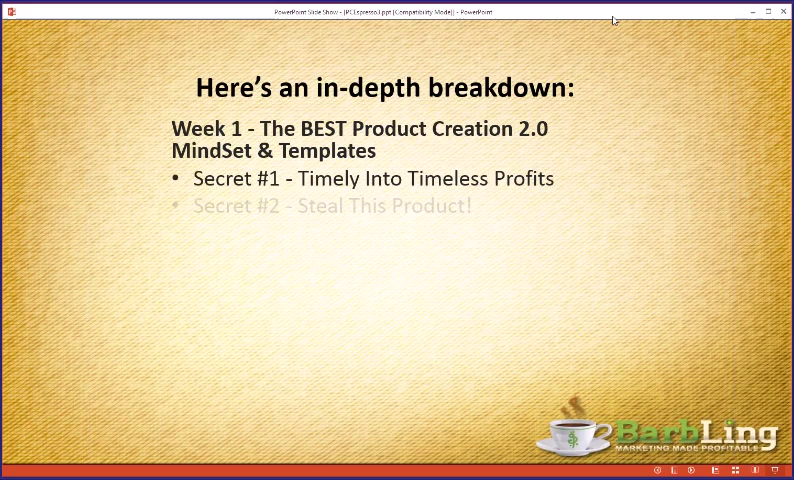 PowerPoint Slide Show - [PCEspresso3.ppt [Compatibility Mode]] - PowerPoint
Here's an in-depth breakdown:
Week 1 - The BEST Product Creation 2.0
MindSet & Templates
• Secret #1 - Timely Into Timeless Profits
• Secret #2 - Steal This Product!
BarbLing
MARKETING MADE PROFITABLE